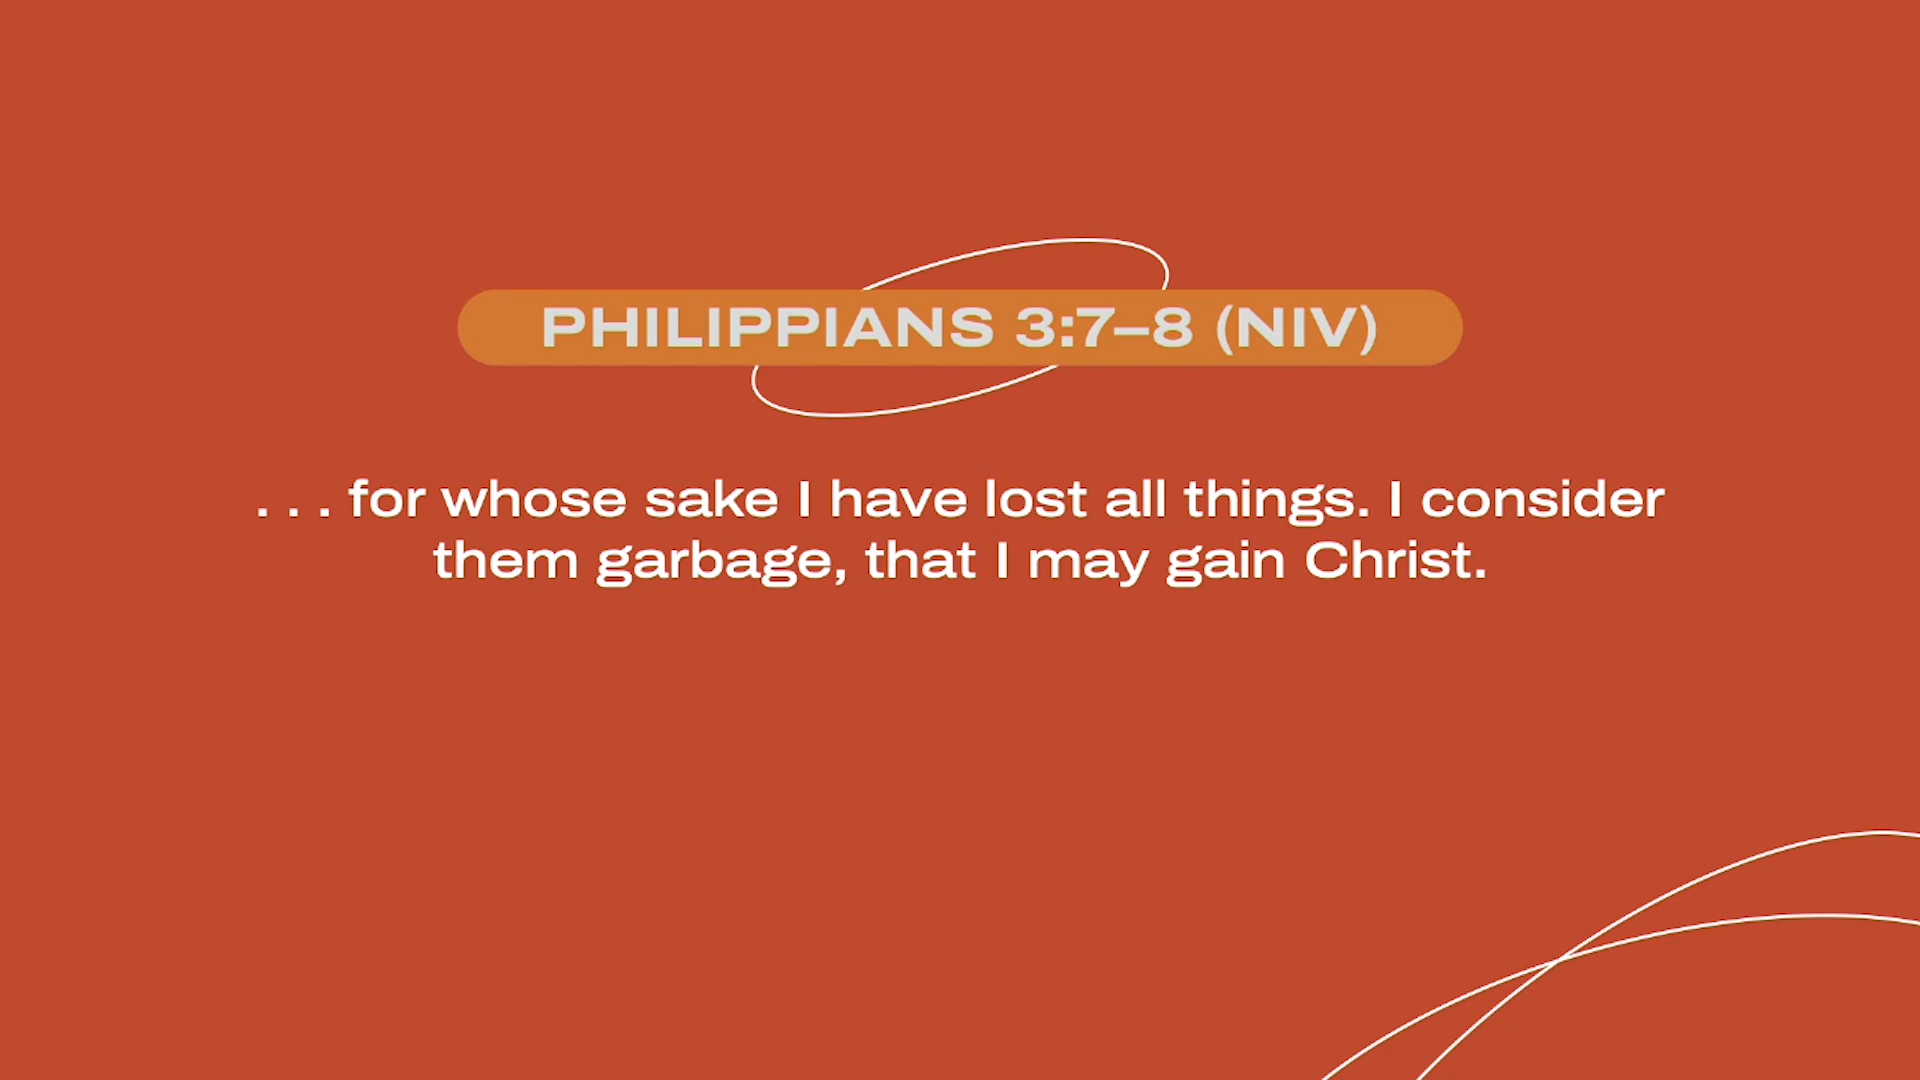 PHILIPPIANS 3:7–8 (NIV)
. . . for whose sake I have lost all things. I consider
them garbage, that I may gain Christ.